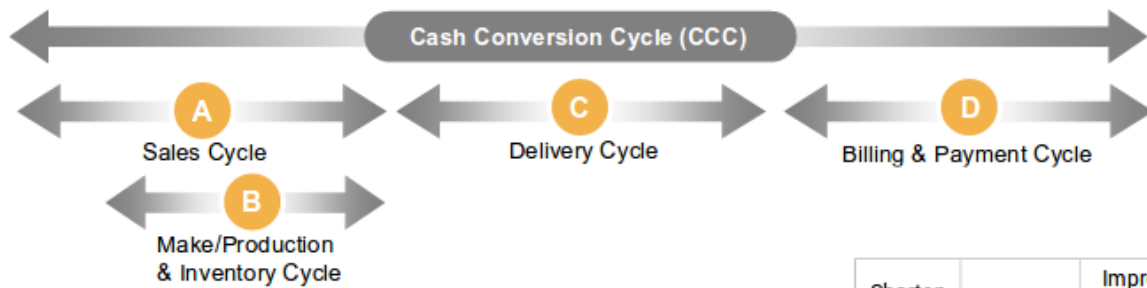 Cash Conversion Cycle (CCC)
A
C
D
Sales Cycle
Delivery Cycle
Billing & Payment Cycle
B
Make/Production
& Inventory Cycle